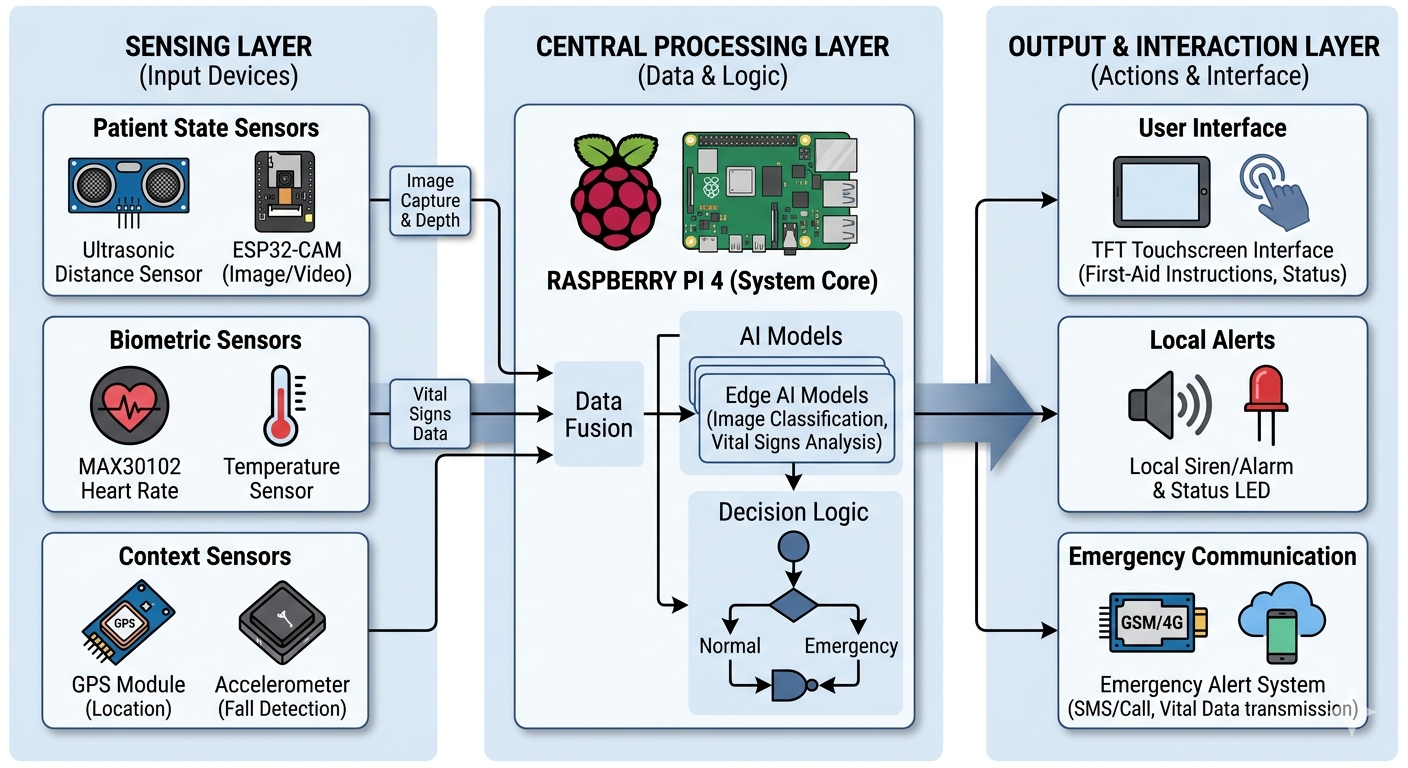 SENSING LAYER
(Input Devices)
Patient State Sensors
Ultrasonic
Distance Sensor
ESP32-CAM
(Image/Video)
Biometric Sensors
MAX30102
Heart Rate
Temperature
Sensor
Context Sensors
GPS
GPS Module
(Location)
Accelerometer
(Fall Detection)
Image
Capture
& Depth
Vital
Signs
Data
CENTRAL PROCESSING LAYER
(Data & Logic)
RASPBERRY PI 4 (System Core)
Data
Fusion
AI Models
Edge AI Models
(Image Classification,
Vital Signs Analysis)
Decision Logic
Normal
Emergency
OUTPUT & INTERACTION LAYER
(Actions & Interface)
User Interface
TFT Touchscreen Interface
(First-Aid Instructions, Status)
Local Alerts
Local Siren/Alarm
& Status LED
Emergency Communication
GSM/4G
Emergency Alert System
(SMS/Call, Vital Data transmission)